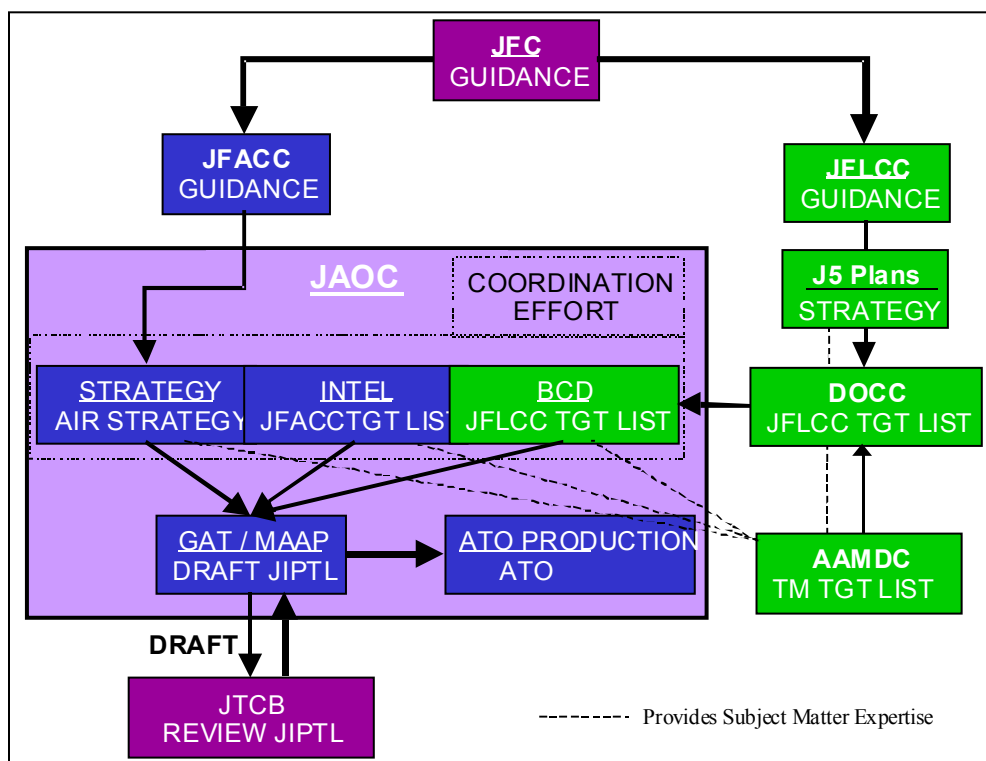 JFC
GUIDANCE
JFACC
GUIDANCE
JFLCC
GUIDANCE
JAOC
COORDINATION
EFFORT
J5 Plans
STRATEGY
STRATEGY
AIR STRATEGY
INTEL
JFACCTGT LIST
BCD
JFLCC TGT LIST
DOCC
JFLCC TGT LIST
GAT / MAAP
DRAFT JIPTL
ATO PRODUCTION
ATO
AAMDC
TM TGT LIST
DRAFT
JTCB
REVIEW JIPTL
Provides Subject Matter Expertise